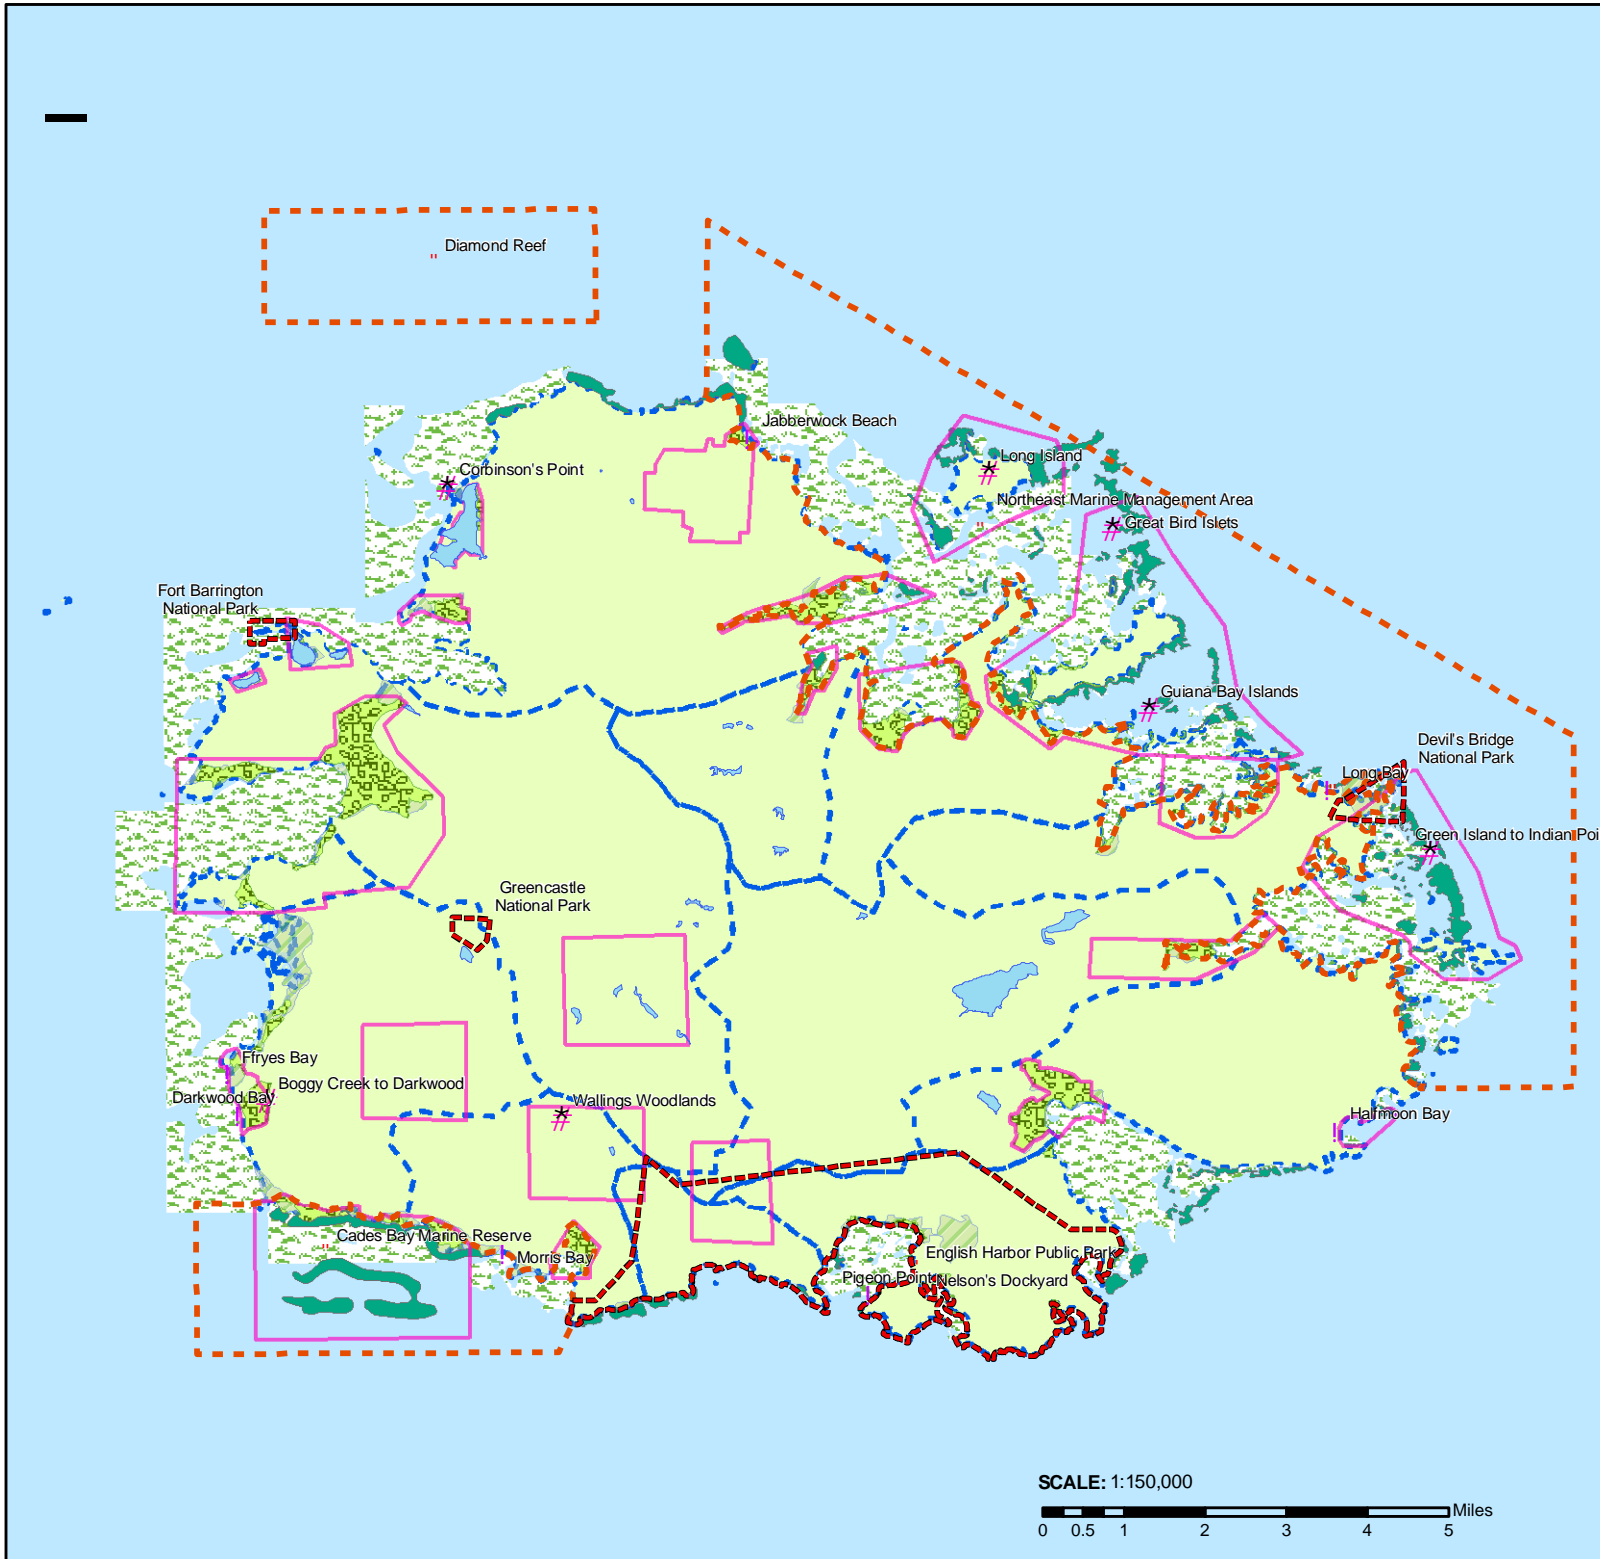 Diamond Reef
Jabberwock Beach
Corbinson's Point
Long Island
Northeast Marine Management Area
Great Bird Islets
Fort Barrington
National Park
Guiana Bay Islands
Devil's Bridge
National Park
Long Bay
Green Island to Indian Poi
Greencastle
National Park
Ffryes Bay
Boggy Creek to Darkwood
Darkwood Bay
Wallings Woodlands
Halfmoon Bay
Cades Bay Marine Reserve
Morris Bay
English Harbor Public Park
Pigeon Point
Nelson's Dockyard
SCALE: 1:150,000
Miles
0 0.5 1 2 3 4 5